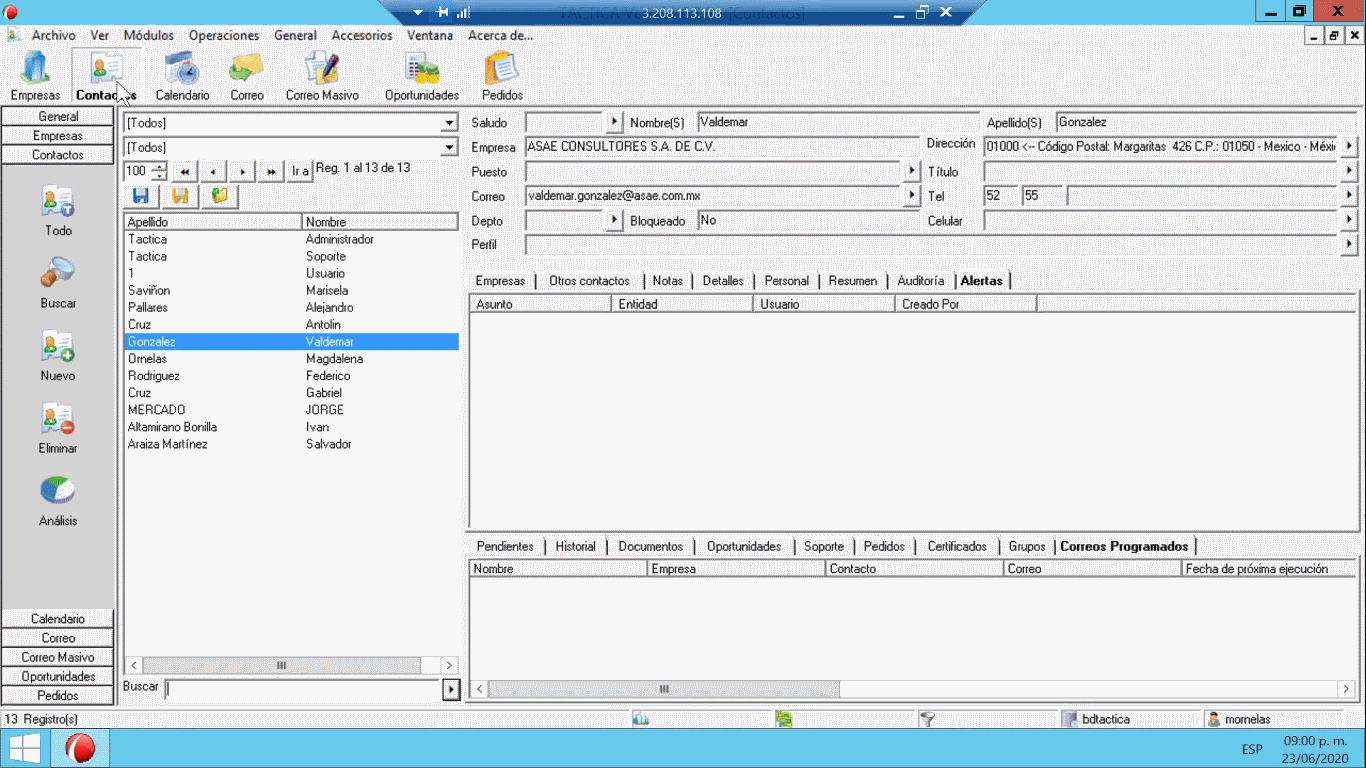 TACTICA Ve
3.208.113.108
[Contactos]
Archivo Ver Módulos Operaciones General Accesorios Ventana Acerca de...
Empresas Contactos Calendario Correo Correo Masivo Oportunidades Pedidos
General
Empresas
Contactos
Todo
Buscar
Nuevo
Eliminar
Análisis
Calendario
Correo
Correo Masivo
Oportunidades
Pedidos
[Todos]
[Todos]
100 Ir a Reg. 1 al 13 de 13
Apellido Nombre
Tactica Administrador
Tactica Soporte
1 Usuario
Saviñon Marisela
Pallares Alejandro
Cruz Antolin
Gonzalez Valdemar
Ornelas Magdalena
Rodriguez Federico
Cruz Gabriel
MERCADO JORGE
Altamirano Bonilla Ivan
Araiza Martínez Salvador
Buscar
Saludo Nombre(S) Valdemar Apellido(S) Gonzalez
Empresa ASAE CONSULTORES S.A. DE C.V. Dirección 01000 <-- Código Postal: Margaritas 426 C.P.: 01050 - Mexico - Méxi
Puesto Título
Correo valdemar.gonzalez@asae.com.mx Tel 52 55
Depto Bloqueado No Celular
Perfil
Empresas Otros contactos Notas Detalles Personal Resumen Auditoría Alertas
Asunto Entidad Usuario Creado Por
Pendientes Historial Documentos Oportunidades Soporte Pedidos Certificados Grupos Correos Programados
Nombre Empresa Contacto Correo Fecha de próxima ejecución
13 Registro(s) bdtactica mornelas
ESP 09:00 p. m.
23/06/2020